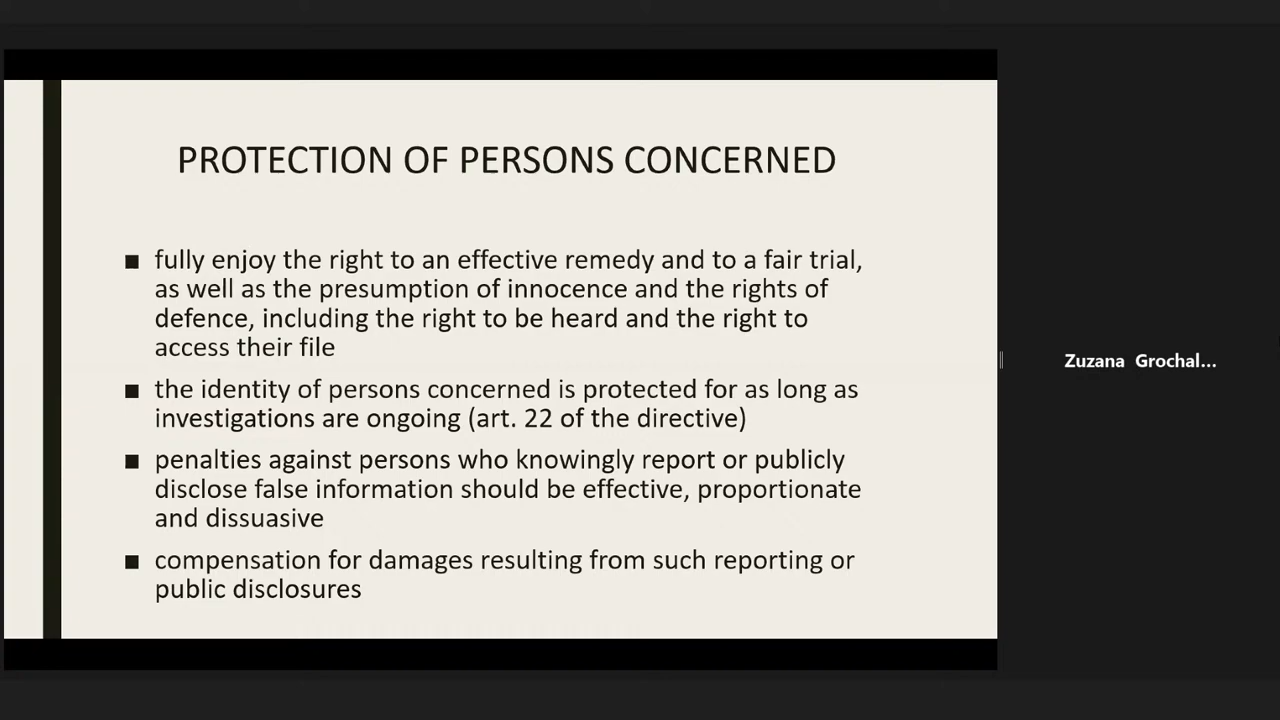 PROTECTION OF PERSONS CONCERNED
■ fully enjoy the right to an effective remedy and to a fair trial,
as well as the presumption of innocence and the rights of
defence, including the right to be heard and the right to
access their file
■ the identity of persons concerned is protected for as long as
investigations are ongoing (art. 22 of the directive)
■ penalties against persons who knowingly report or publicly
disclose false information should be effective, proportionate
and dissuasive
■ compensation for damages resulting from such reporting or
public disclosures
Zuzana Grochal...